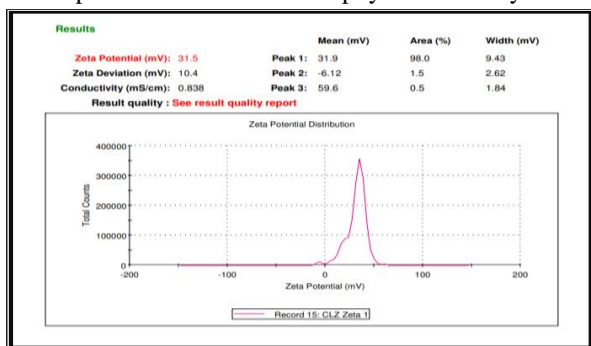 Results
Mean (mV) Area (%) Width (mV)
Zeta Potential (mV): 31.5 Peak 1: 31.9 98.0 9.43
Zeta Deviation (mV): 10.4 Peak 2: -6.12 1.5 2.62
Conductivity (mS/cm): 0.838 Peak 3: 59.6 0.5 1.84
Result quality : See result quality report
Zeta Potential Distribution
400000
300000
200000
100000
0
Total Counts
-200 -100 0 100 200
Zeta Potential (mV)
Record 15: CLZ Zeta 1